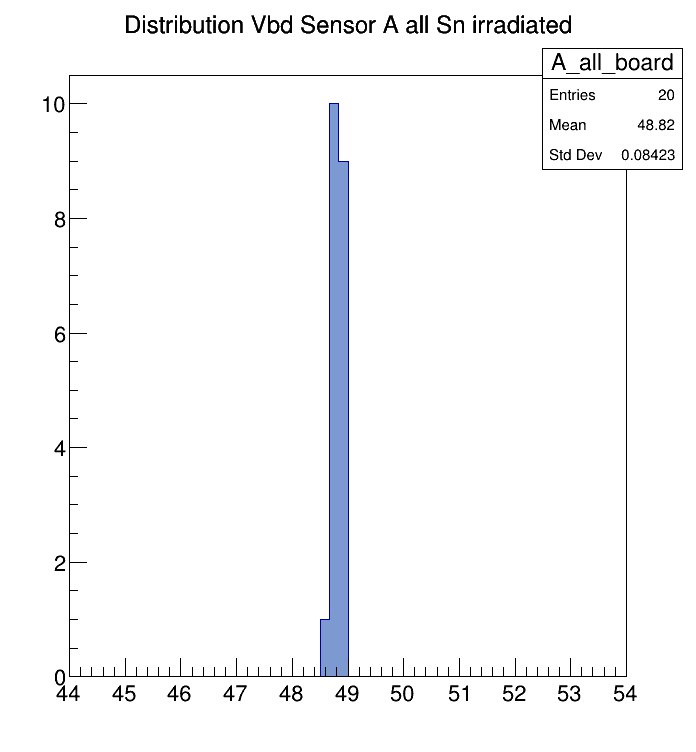 Distribution Vbd Sensor A all Sn irradiated
A_all_board
Entries 20
Mean 48.82
Std Dev 0.08423
10
8
6
4
2
0
44 45 46 47 48 49 50 51 52 53 54